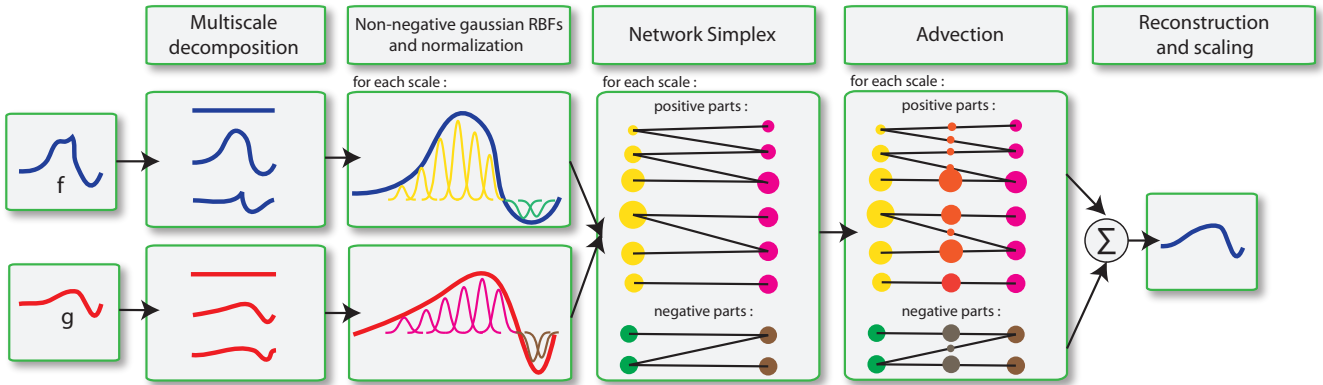 Multiscale
decomposition
Non-negative gaussian RBFs
and normalization
Network Simplex
Advection
Reconstruction
and scaling
for each scale :
for each scale :
for each scale :
positive parts :
positive parts :
f
g
Σ
negative parts :
negative parts :